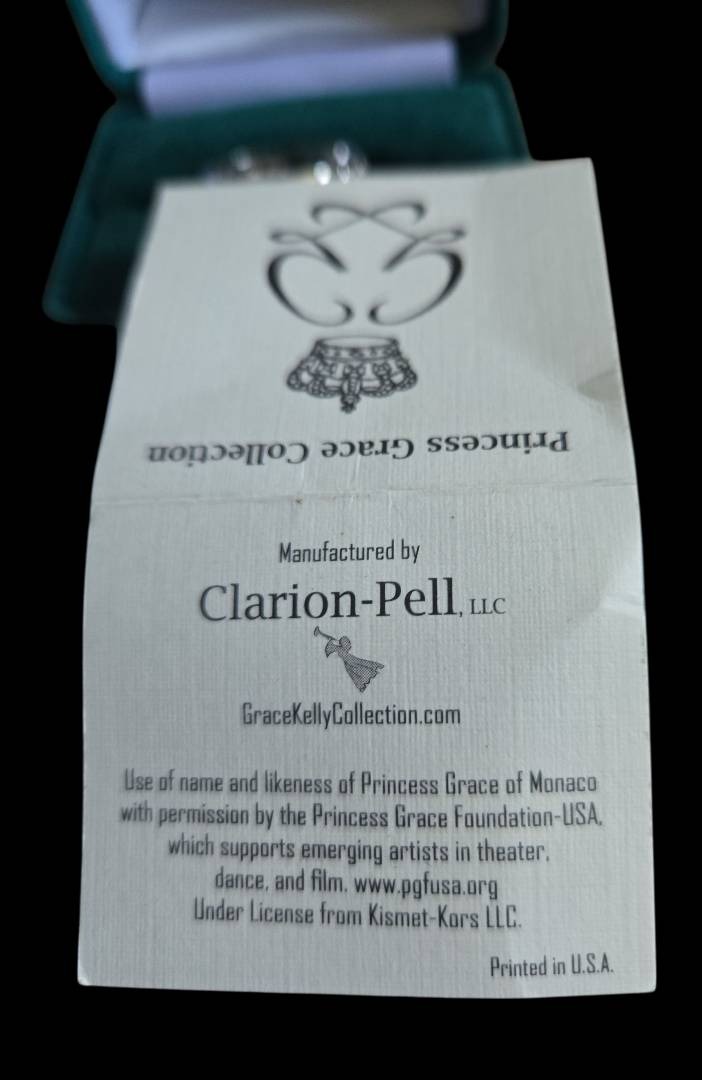 Princess Grace Collection
Manufactured by
Clarion-Pell, LLC
GraceKellyCollection.com
Use of name and likeness of Princess Grace of Monaco
with permission by the Princess Grace Foundation-USA,
which supports emerging artists in theater,
dance, and film. www.pgfusa.org
Under License from Kismet-Kors LLC.
Printed in U.S.A.